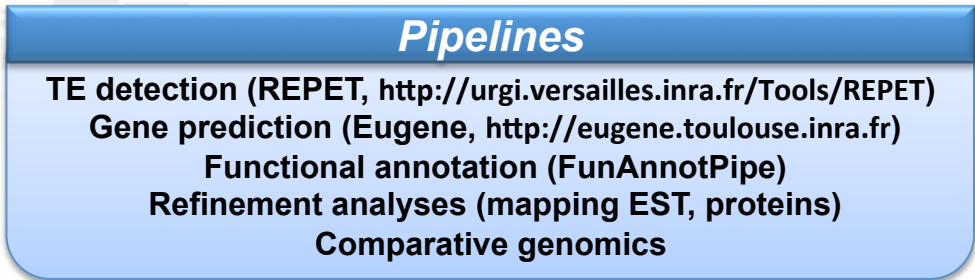 Pipelines
TE detection (REPET, http://urgi.versailles.inra.fr/Tools/REPET)
Gene prediction (Eugene, http://eugene.toulouse.inra.fr)
Functional annotation (FunAnnotPipe)
Refinement analyses (mapping EST, proteins)
Comparative genomics